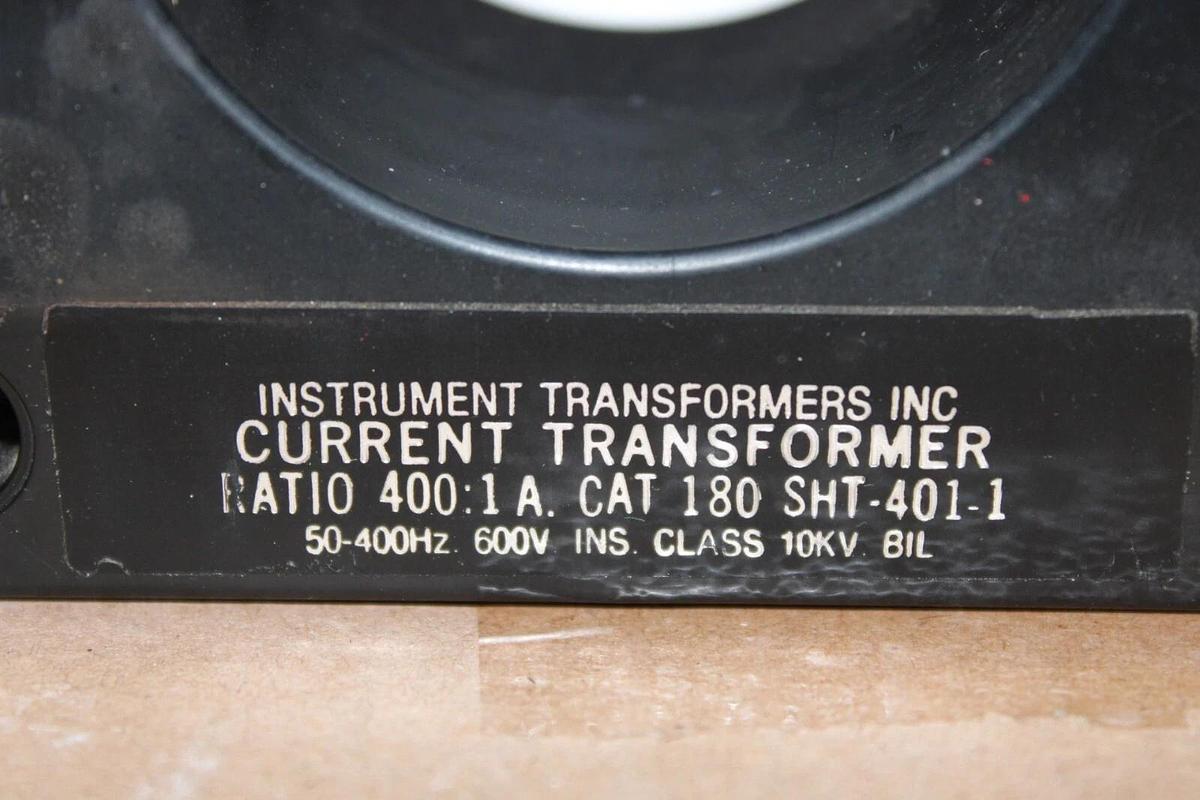 INSTRUMENT TRANSFORMERS INC
CURRENT TRANSFORMER
RATIO 400:1 A. CAT 180 SHT-401-1
50-400Hz. 600V INS. CLASS 10KV BIL